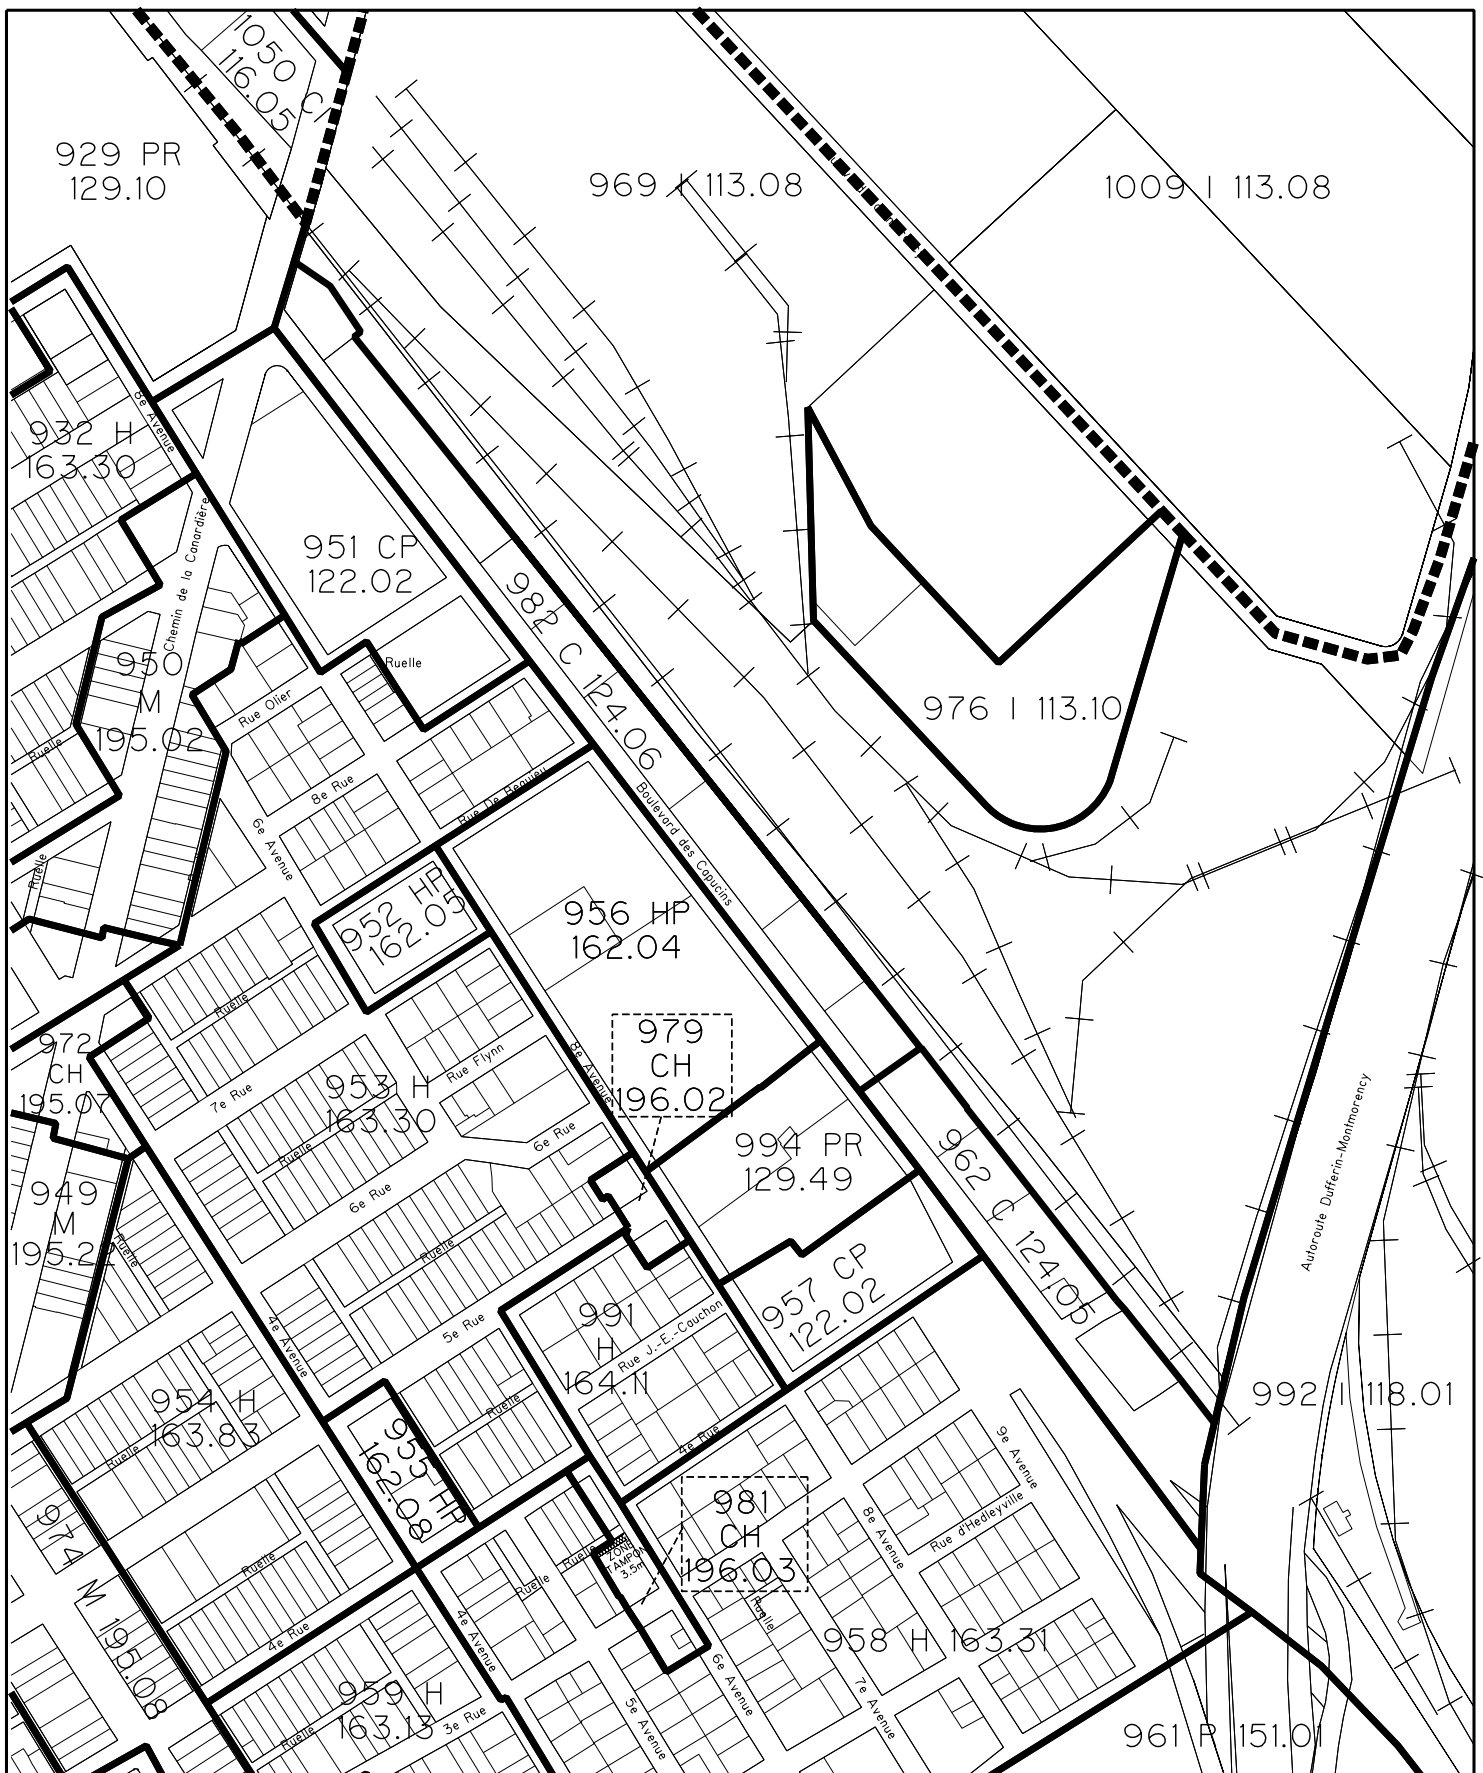 1050 CP
116.05
929 PR
129.10
969 I 113.08
1009 I 113.08
932 H
163.30
8e Avenue
951 CP
122.02
Chemin de la Canardière
982 C 124.06
950
M
195.02
Ruelle
Rue Olier
Ruelle
976 I 113.10
8e Rue
Rue De Beaujeu
Boulevard des Capucins
6e Avenue
Ruelle
952 HP
162.05
956 HP
162.04
Ruelle
979
CH
196.02
972
CH
195.07
8e Avenue
Rue Flynn
953 H
163.30
7e Rue
Ruelle
6e Rue
994 PR
129.49
962 C 124.05
Autoroute Dufferin-Montmorency
949
M
195.22
Ruelle
6e Rue
Ruelle
957 CP
122.02
4e Avenue
5e Rue
991
H
164.11
Rue J.-E.-Cauchon
954 H
163.83
Ruelle
955 HP
162.08
Ruelle
4e Rue
992 I 118.01
9e Avenue
981
CH
196.03
8e Avenue
Rue d'Hedleyville
974 M 195.08
Ruelle
Ruelle
Ruelle
ZONE
TAMPON
3.5m
4e Rue
4e Avenue
Ruelle
958 H 163.31
959 H
163.13
Ruelle
3e Rue
5e Avenue
6e Avenue
7e Avenue
961 P 151.01